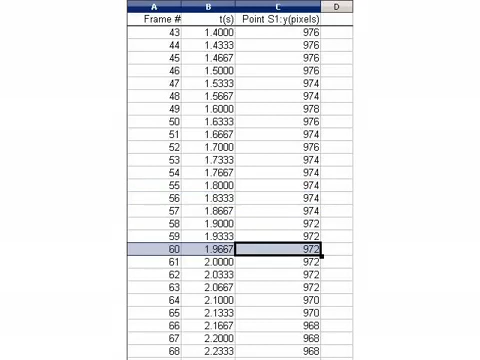 A B C D
Frame # t(s) Point S1:y(pixels)
43 1.4000 976
44 1.4333 976
45 1.4667 976
46 1.5000 976
47 1.5333 974
48 1.5667 974
49 1.6000 978
50 1.6333 976
51 1.6667 974
52 1.7000 976
53 1.7333 974
54 1.7667 974
55 1.8000 974
56 1.8333 974
57 1.8667 974
58 1.9000 972
59 1.9333 972
60 1.9667 972
61 2.0000 972
62 2.0333 972
63 2.0667 972
64 2.1000 970
65 2.1333 970
66 2.1667 968
67 2.2000 968
68 2.2333 968